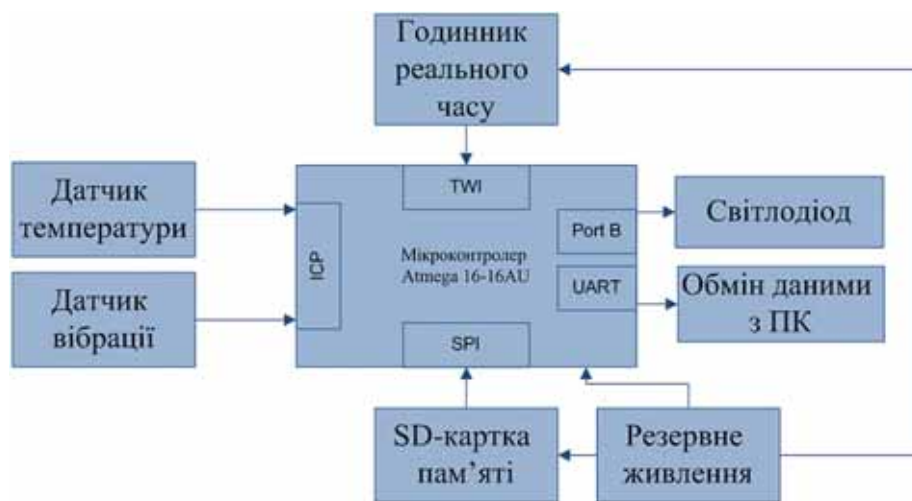 Годинник
реального
часу
TWI
Датчик
температури
Port B
Світлодіод
ICP
Мікроконтролер
Atmega 16-16AU
UART
Датчик
вібрації
Обмін даними
з ПК
SPI
SD-картка
пам’яті
Резервне
живлення